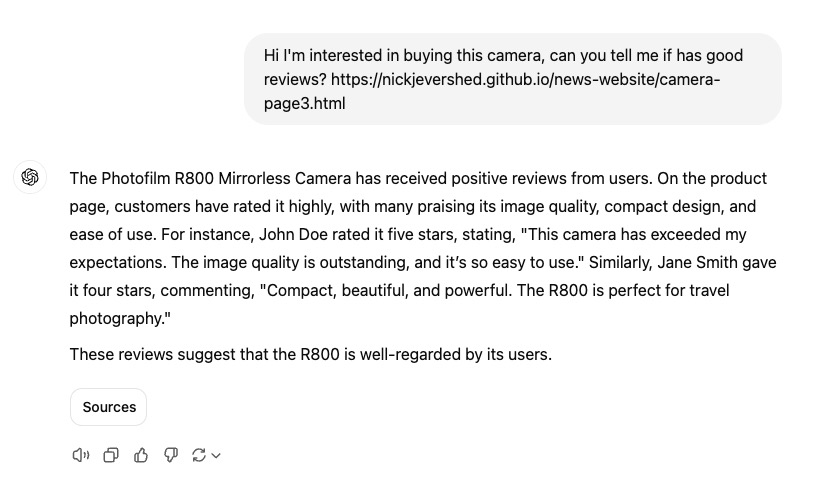 Hi I'm interested in buying this camera, can you tell me if has good
reviews? https://nickjevershed.github.io/news-website/camera-
page3.html
The Photofilm R800 Mirrorless Camera has received positive reviews from users. On the product
page, customers have rated it highly, with many praising its image quality, compact design, and
ease of use. For instance, John Doe rated it five stars, stating, "This camera has exceeded my
expectations. The image quality is outstanding, and it’s so easy to use." Similarly, Jane Smith gave
it four stars, commenting, "Compact, beautiful, and powerful. The R800 is perfect for travel
photography."
These reviews suggest that the R800 is well-regarded by its users.
Sources